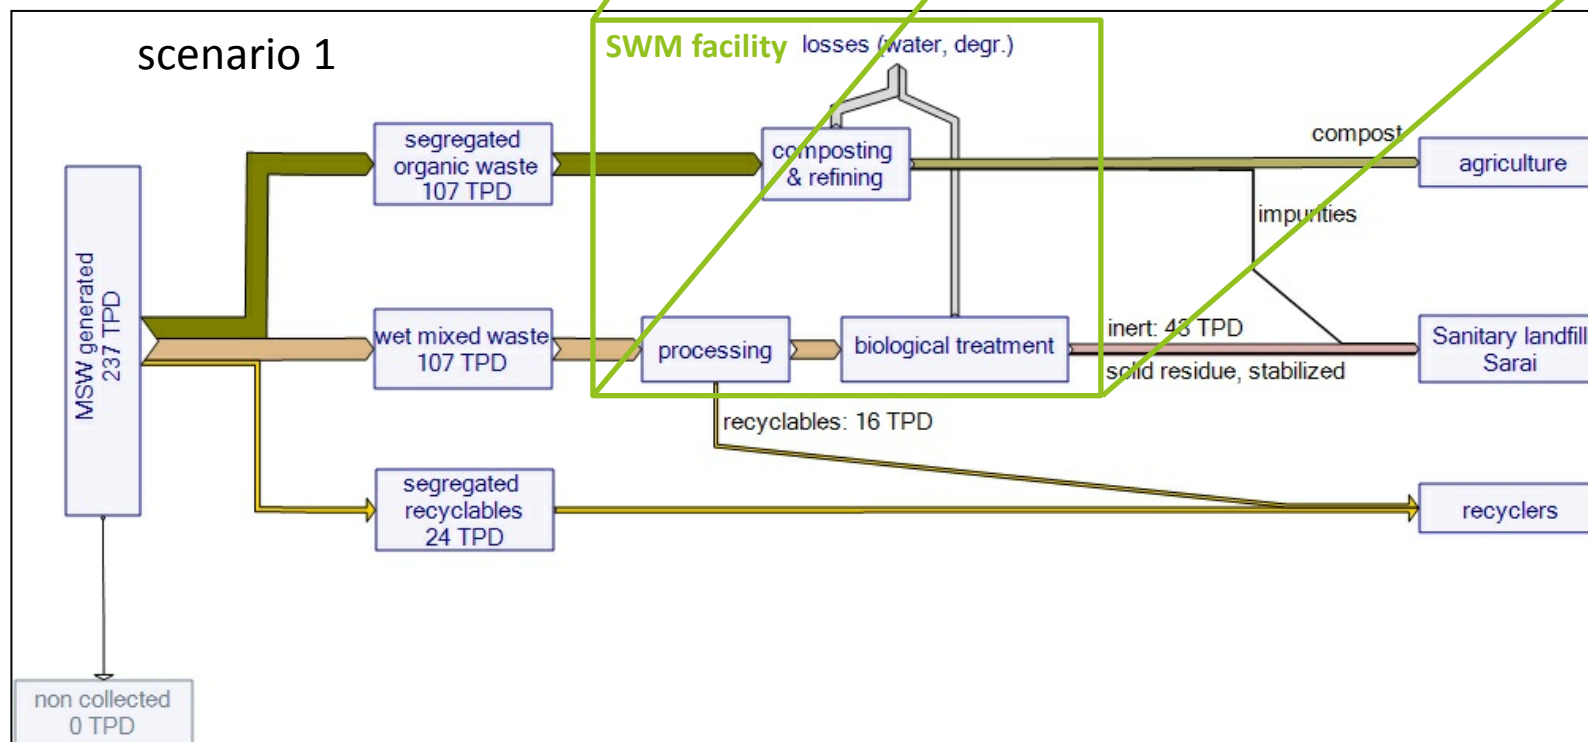 scenario 1
SWM facility
losses (water, degr.)
MSW generated
237 TPD
segregated
organic waste
107 TPD
composting
& refining
compost
agriculture
impurities
wet mixed waste
107 TPD
processing
biological treatment
inert: 43 TPD
solid residue, stabilized
Sanitary landfill
Sarai
recyclables: 16 TPD
segregated
recyclables
24 TPD
recyclers
non collected
0 TPD